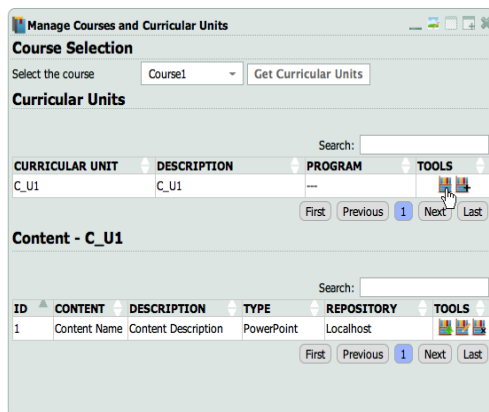 Manage Courses and Curricular Units
Course Selection
Select the course Course1 Get Curricular Units
Curricular Units
Search:
CURRICULAR UNIT DESCRIPTION PROGRAM TOOLS
C_U1 C_U1 ---
First Previous 1 Next Last
Content - C_U1
Search:
ID CONTENT DESCRIPTION TYPE REPOSITORY TOOLS
1 Content Name Content Description PowerPoint Localhost
First Previous 1 Next Last